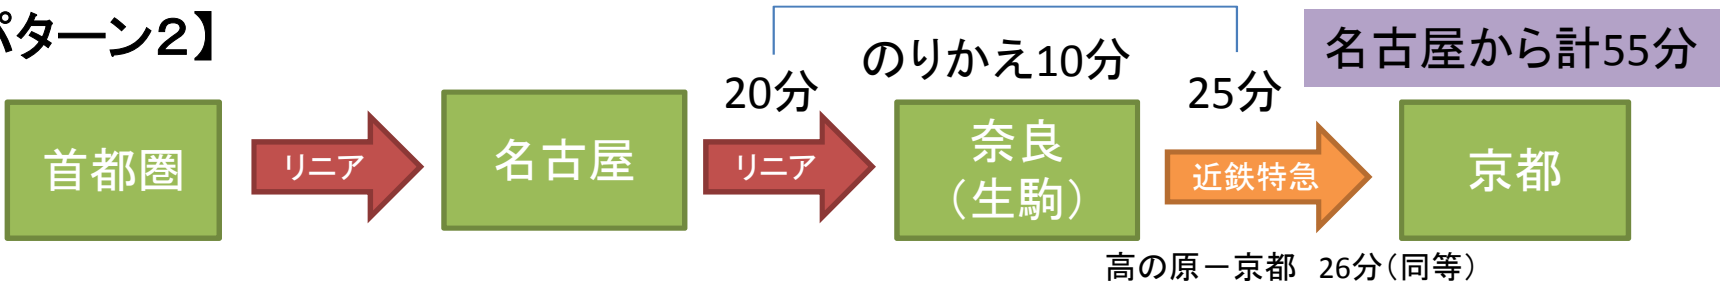 パターン2】
のりかえ10分
名古屋から計55分
20分
25分
首都圏
リニア
名古屋
リニア
奈良
（生駒）
近鉄特急
京都
高の原－京都　26分（同等）